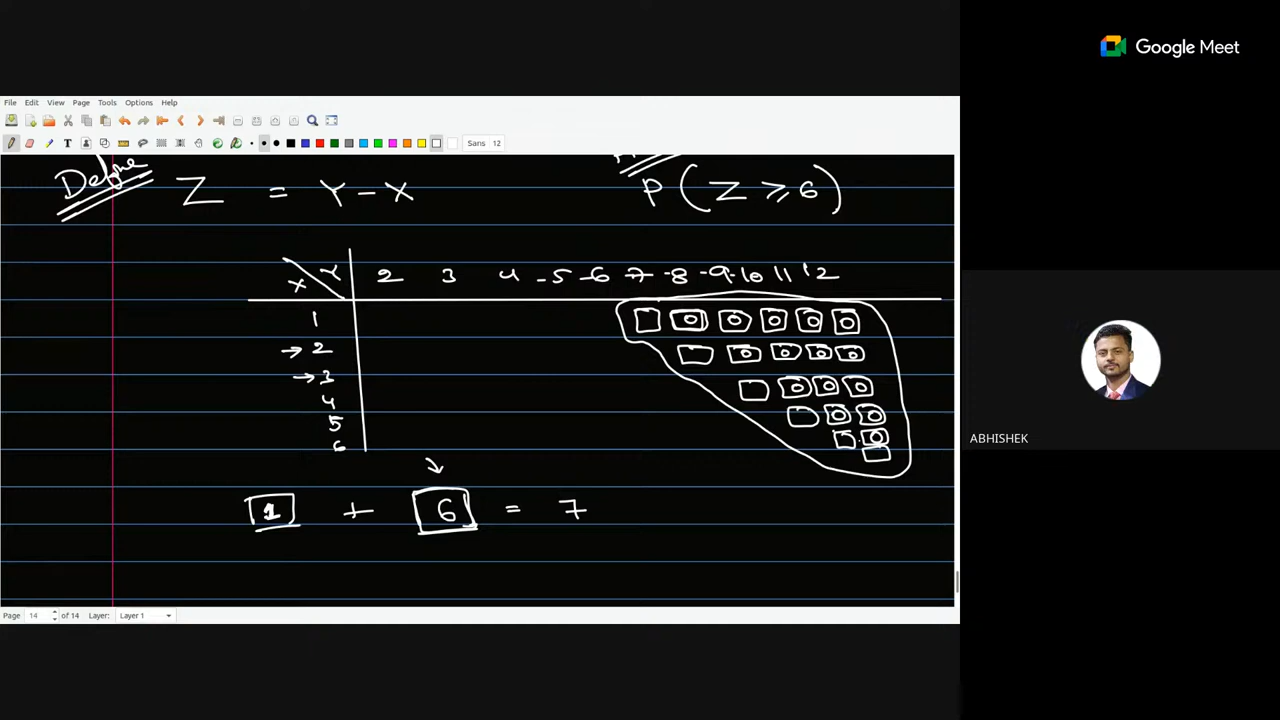 Google Meet
File Edit View Page Tools Options Help
Sans 12
Define Z = Y - X P(Z ⩾ 6)
X Y 2 3 4 -5 -6 7 -8 -9 -10 11 12
1
→ 2
→ 3
4
5
6
1 + 6 = 7
ABHISHEK
Page 14 of 14 Layer: Layer 1